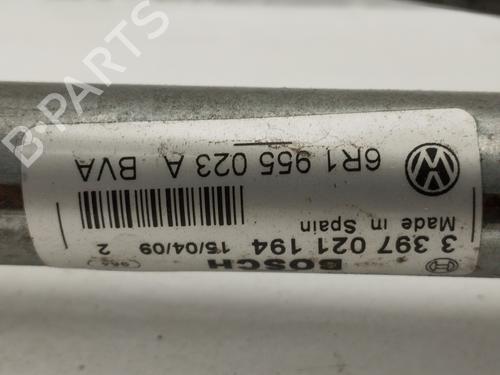 BOSCH
3 397 021 194 15/04/09 2
Made in Spain
6R1 955 023 A BVA
B-PARTS